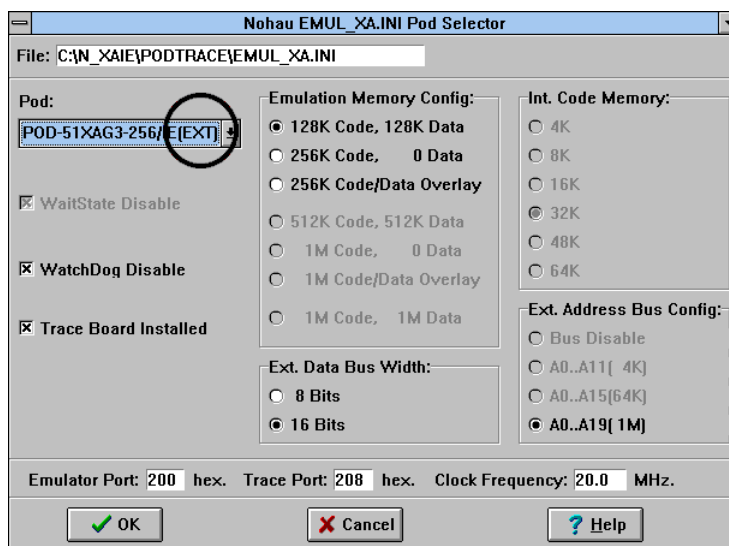 Nohau EMUL_XA.INI Pod Selector
File: C:\N_XAIE\PODTRACE\EMUL_XA.INI
Pod:
POD-51XAG3-256/IE(EXT)
WaitState Disable
WatchDog Disable
Trace Board Installed
Emulation Memory Config:
128K Code, 128K Data
256K Code, 0 Data
256K Code/Data Overlay
512K Code, 512K Data
1M Code, 0 Data
1M Code/Data Overlay
1M Code, 1M Data
Ext. Data Bus Width:
8 Bits
16 Bits
Int. Code Memory:
4K
8K
16K
32K
48K
64K
Ext. Address Bus Config:
Bus Disable
A0..A11( 4K)
A0..A15(64K)
A0..A19( 1M)
Emulator Port: 200 hex. Trace Port: 208 hex. Clock Frequency: 20.0 MHz.
OK Cancel Help